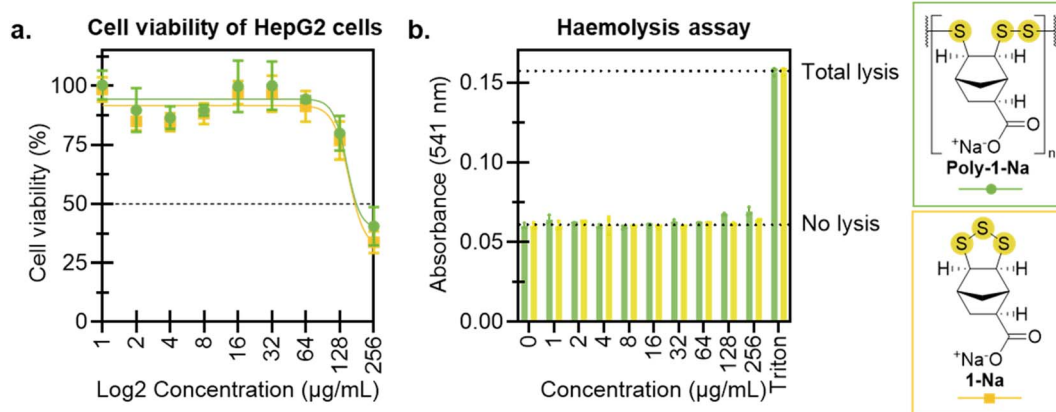 a.
Cell viability of HepG2 cells
Cell viability (%)
100
75
50
25
0
1
2
4
8
16
32
64
128
256
Log2 Concentration (µg/mL)
b.
Haemolysis assay
Absorbance (541 nm)
0.15
0.10
0.05
0.00
0
1
2
4
8
16
32
64
128
256
Triton
Concentration (µg/mL)
Total lysis
No lysis
S S S
H H
H
O
⁺Na⁻O
n
Poly-1-Na
S
S S
H H
H
O
⁺Na⁻O
1-Na